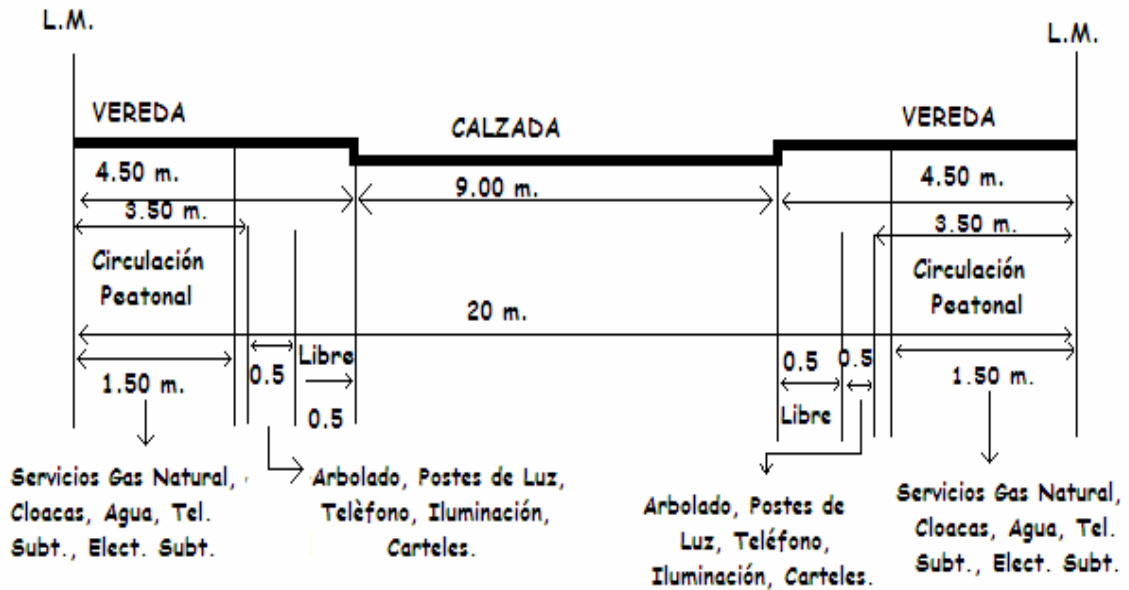 L.M.
L.M.
VEREDA
CALZADA
VEREDA
4.50 m.
9.00 m.
4.50 m.
3.50 m.
3.50 m.
Circulación
Peatonal
Circulación
Peatonal
20 m.
Libre
0.5
0.5
0.5
0.5
1.50 m.
1.50 m.
Libre
Servicios Gas Natural,
Cloacas, Agua, Tel.
Subt., Elect. Subt.
Arbolado, Postes de Luz,
Telèfono, Iluminación,
Carteles.
Arbolado, Postes de
Luz, Teléfono,
Iluminación, Carteles.
Servicios Gas Natural,
Cloacas, Agua, Tel.
Subt., Elect. Subt.